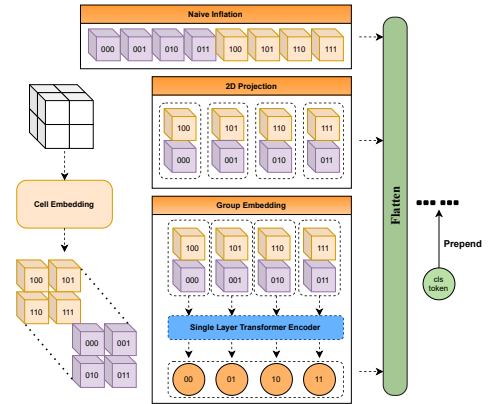 Naive Inflation
000 001 010 011 100 101 110 111
2D Projection
100 101 110 111
000 001 010 011
Cell Embedding
Group Embedding
100 101 110 111
000 001 010 011
Single Layer Transformer Encoder
00 01 10 11
100 101
110 111
000 001
010 011
Flatten
Prepend
cls
token